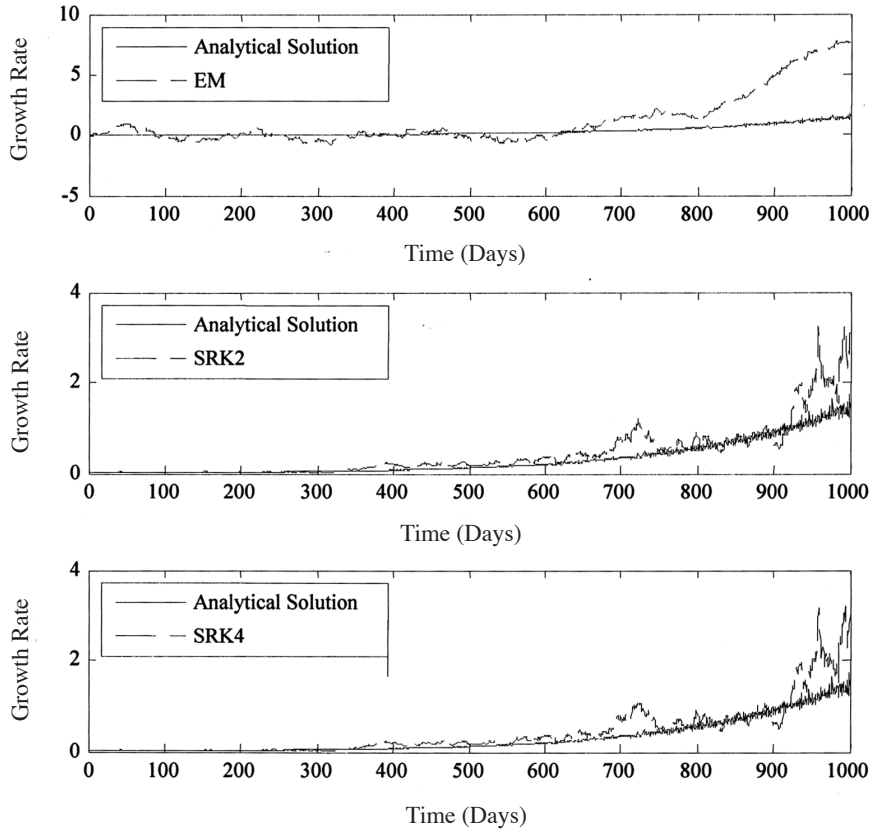 Growth Rate
10
5
0
-5
Analytical Solution
EM
0 100 200 300 400 500 600 700 800 900 1000
Time (Days)
Growth Rate
4
2
0
Analytical Solution
SRK2
0 100 200 300 400 500 600 700 800 900 1000
Time (Days)
Growth Rate
4
2
0
Analytical Solution
SRK4
0 100 200 300 400 500 600 700 800 900 1000
Time (Days)